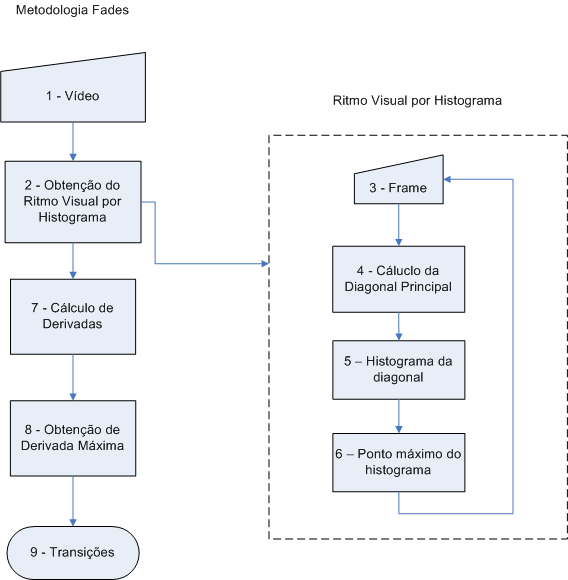 Metodologia Fades
1 - Vídeo
2 - Obtenção do
Ritmo Visual por
Histograma
7 - Cálculo de
Derivadas
8 - Obtenção de
Derivada Máxima
9 - Transições
Ritmo Visual por Histograma
3 - Frame
4 - Cáluclo da
Diagonal Principal
5 – Histograma da
diagonal
6 – Ponto máximo do
histograma